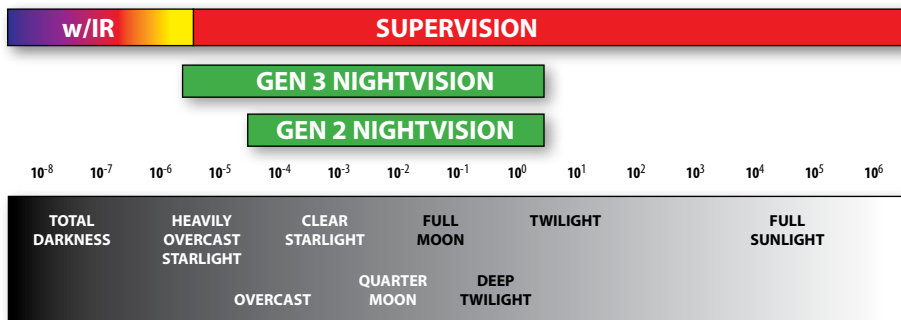 w/IR SUPERVISION
GEN 3 NIGHTVISION
GEN 2 NIGHTVISION
10⁻⁸ 10⁻⁷ 10⁻⁶ 10⁻⁵ 10⁻⁴ 10⁻³ 10⁻² 10⁻¹ 10⁰ 10¹ 10² 10³ 10⁴ 10⁵ 10⁶
TOTAL HEAVILY CLEAR FULL TWILIGHT FULL
DARKNESS OVERCAST STARLIGHT MOON SUNLIGHT
STARLIGHT
QUARTER DEEP
OVERCAST MOON TWILIGHT